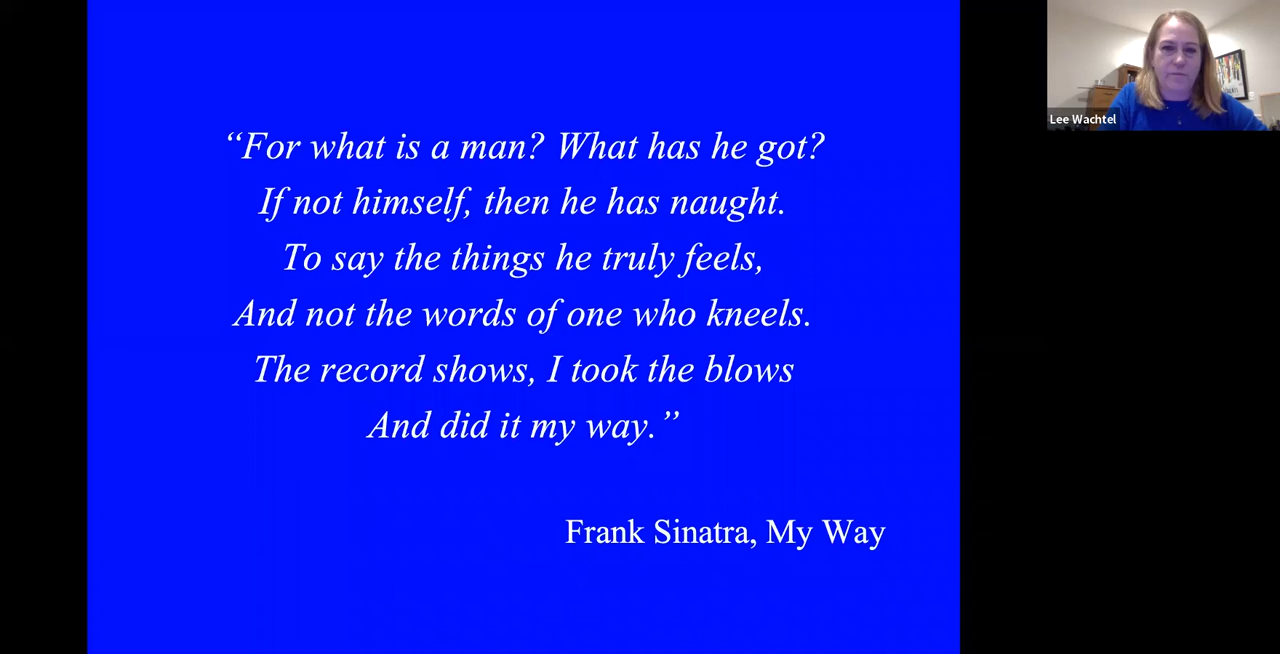 “For what is a man? What has he got?
If not himself, then he has naught.
To say the things he truly feels,
And not the words of one who kneels.
The record shows, I took the blows
And did it my way.”
Frank Sinatra, My Way
Lee Wachtel